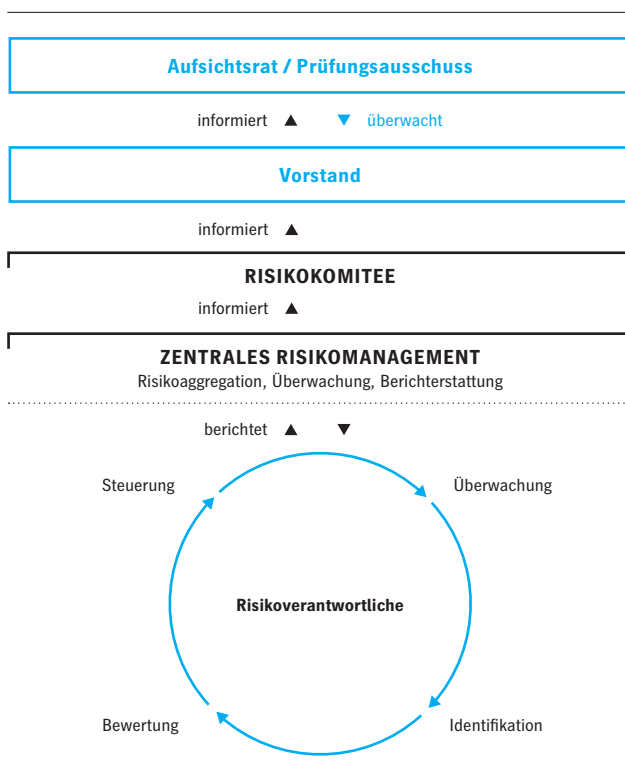 Aufsichtsrat / Prüfungsausschuss
informiert ▲ ▼ überwacht
Vorstand
informiert ▲
RISIKOKOMITEE
informiert ▲
ZENTRALES RISIKOMANAGEMENT
Risikoaggregation, Überwachung, Berichterstattung
berichtet ▲ ▼
Steuerung
Überwachung
Risikoverantwortliche
Bewertung
Identifikation